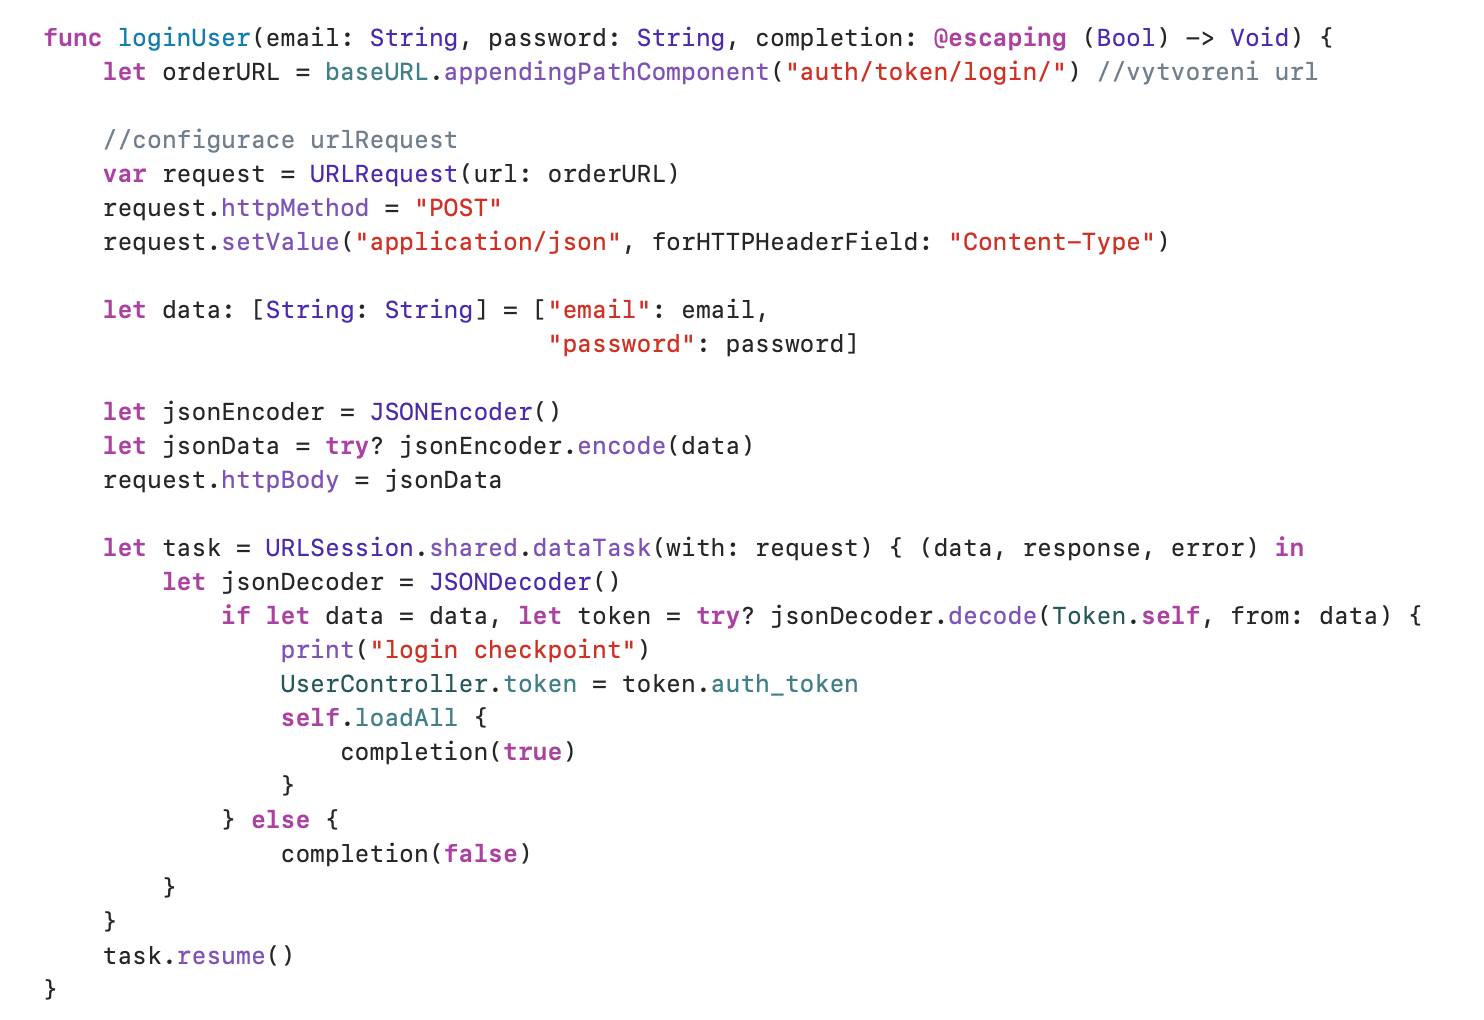 func loginUser(email: String, password: String, completion: @escaping (Bool) -> Void) {
    let orderURL = baseURL.appendingPathComponent("auth/token/login/") //vytvoreni url

    //configurace urlRequest
    var request = URLRequest(url: orderURL)
    request.httpMethod = "POST"
    request.setValue("application/json", forHTTPHeaderField: "Content-Type")

    let data: [String: String] = ["email": email,
                                  "password": password]

    let jsonEncoder = JSONEncoder()
    let jsonData = try? jsonEncoder.encode(data)
    request.httpBody = jsonData

    let task = URLSession.shared.dataTask(with: request) { (data, response, error) in
        let jsonDecoder = JSONDecoder()
            if let data = data, let token = try? jsonDecoder.decode(Token.self, from: data) {
                print("login checkpoint")
                UserController.token = token.auth_token
                self.loadAll {
                    completion(true)
                }
            } else {
                completion(false)
        }
    }
    task.resume()
}